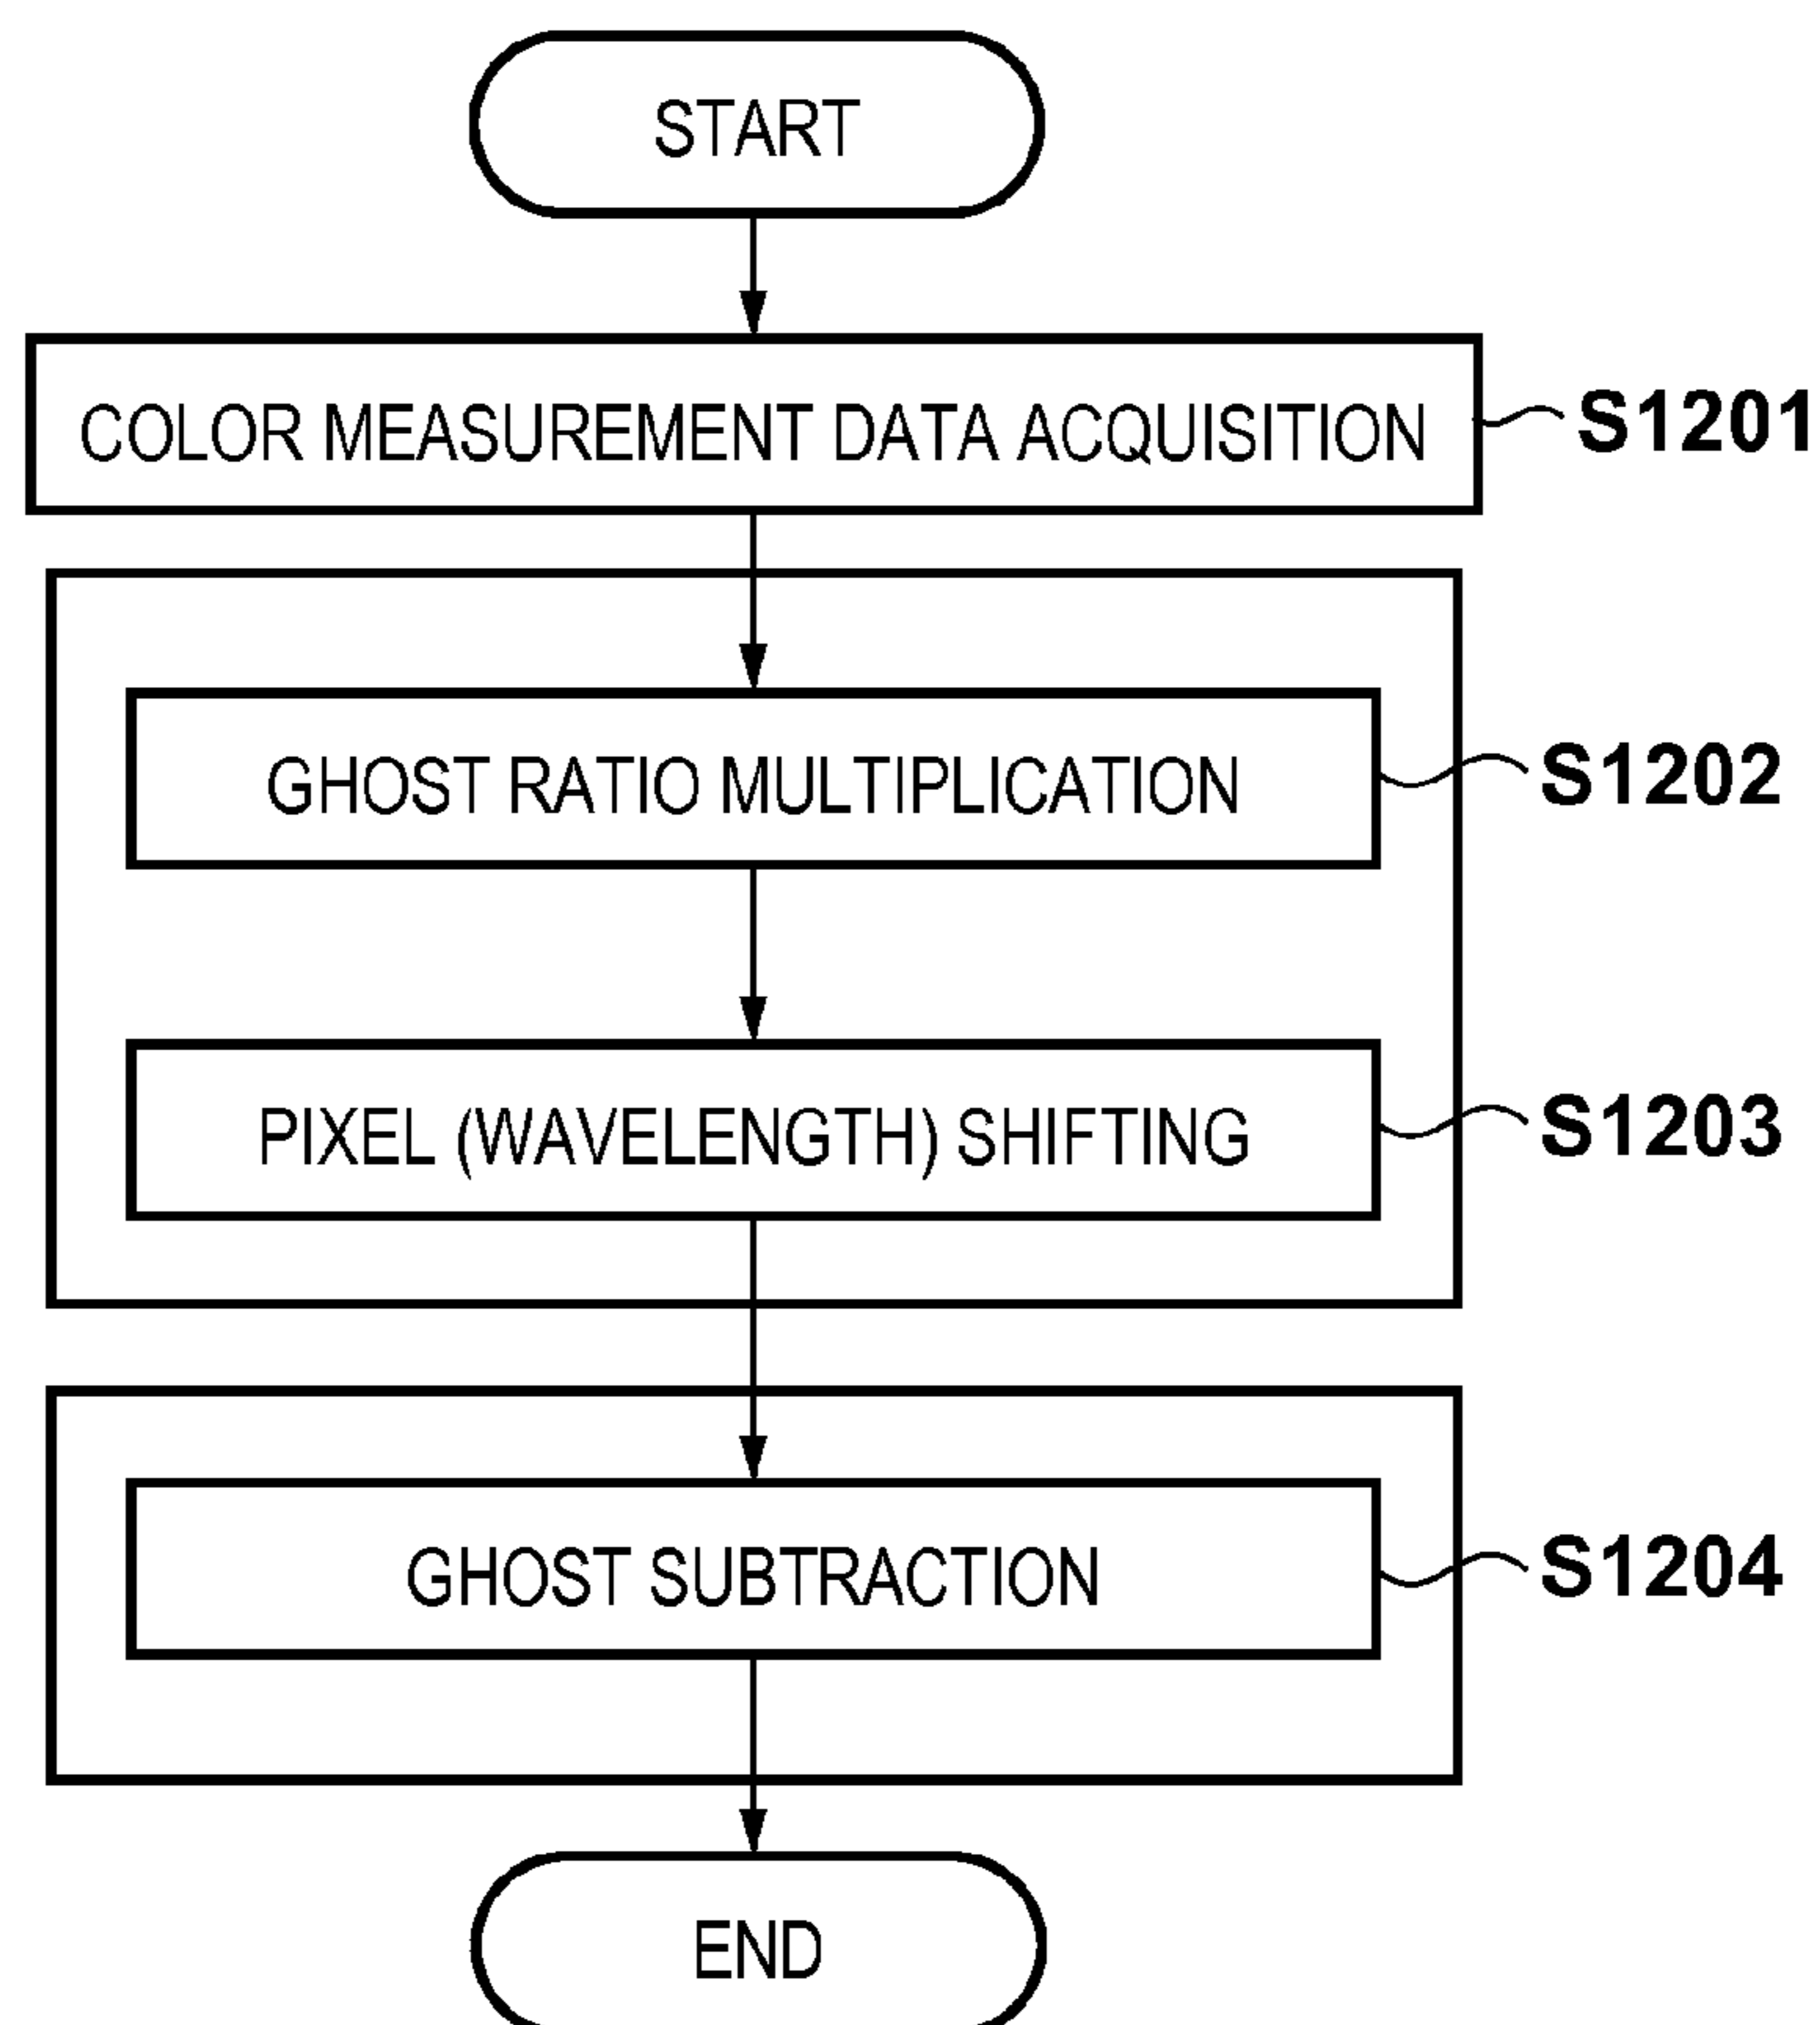 START
COLOR MEASUREMENT DATA ACQUISITION S1201
GHOST RATIO MULTIPLICATION S1202
PIXEL (WAVELENGTH) SHIFTING S1203
GHOST SUBTRACTION S1204
END